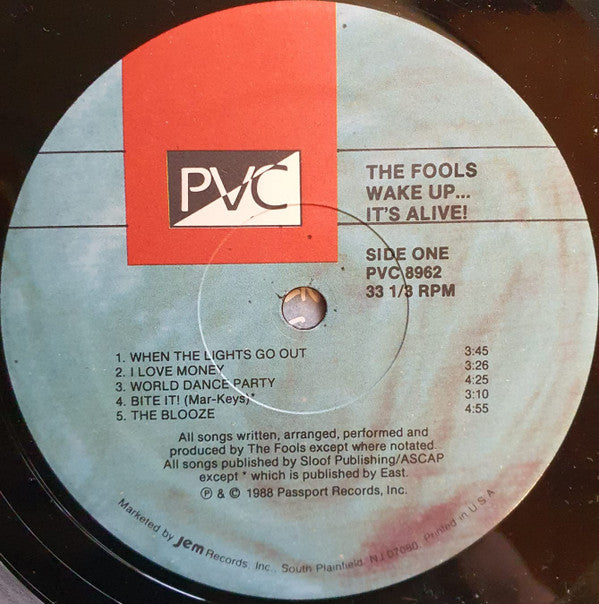 PVC
THE FOOLS
WAKE UP...
IT'S ALIVE!
SIDE ONE
PVC 8962
33 1/3 RPM
1. WHEN THE LIGHTS GO OUT 3:45
2. I LOVE MONEY 3:26
3. WORLD DANCE PARTY 4:25
4. BITE IT! (Mar-Keys)* 3:10
5. THE BLOOZE 4:55
All songs written, arranged, performed and
produced by The Fools except where notated.
All songs published by Sloof Publishing/ASCAP
except * which is published by East.
℗ & © 1988 Passport Records, Inc.
Marketed by Jem Records, Inc., South Plainfield, NJ 07080. Printed in U.S.A.